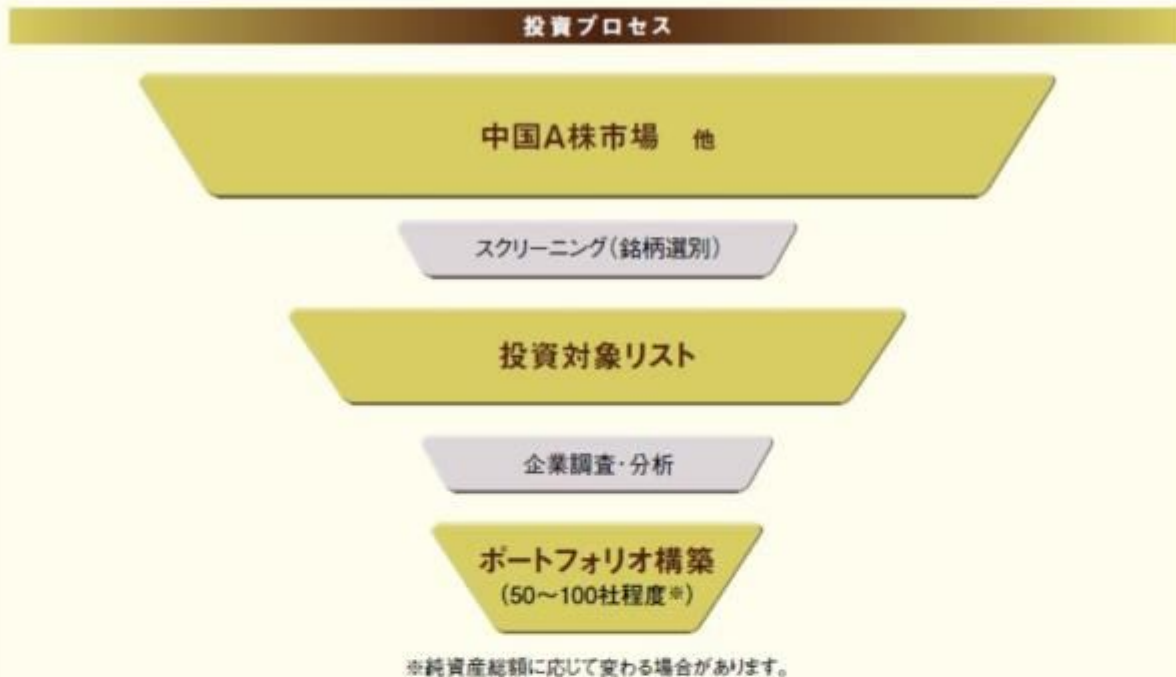 投資プロセス
中国A株市場 他
スクリーニング(銘柄選別)
投資対象リスト
企業調査・分析
ポートフォリオ構築
(50〜100社程度※)
※純資産総額に応じて変わる場合があります。